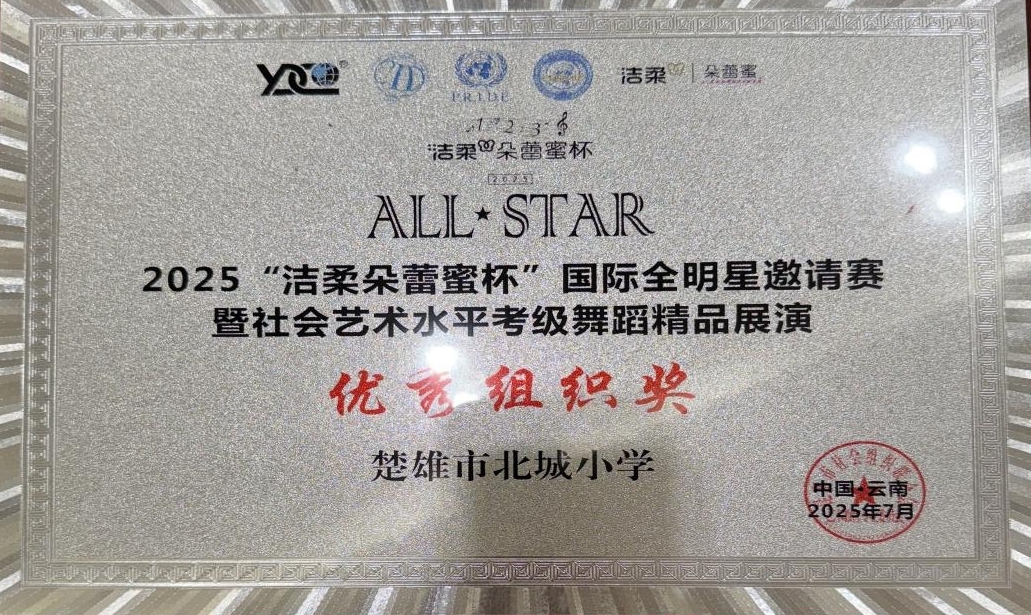 YDCO®
PRIDE
洁柔 | 朵蕾蜜
123
洁柔朵蕾蜜杯
2025
ALL★STAR
2025“洁柔朵蕾蜜杯”国际全明星邀请赛
暨社会艺术水平考级舞蹈精品展演
优秀组织奖
楚雄市北城小学
中国·云南
2025年7月